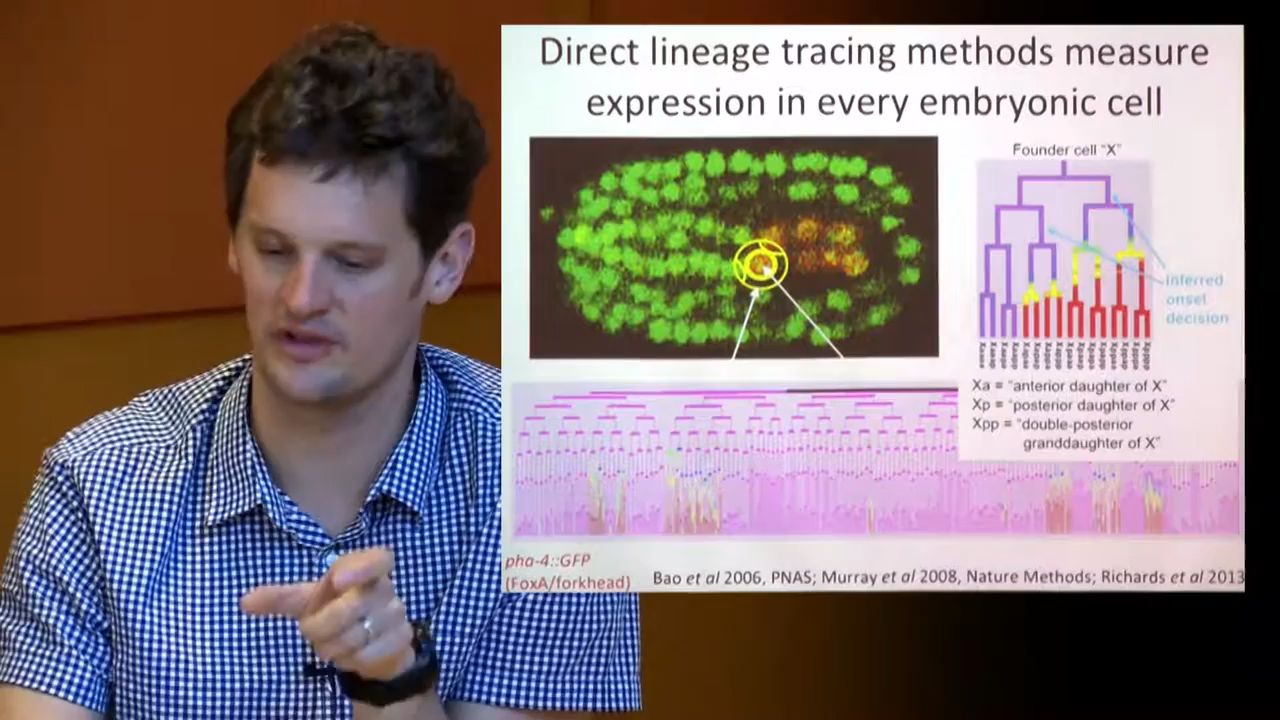 Direct lineage tracing methods measure
expression in every embryonic cell
Founder cell "X"
Inferred
onset
decision
Xa = "anterior daughter of X"
Xp = "posterior daughter of X"
Xpp = "double-posterior
granddaughter of X"
pha-4::GFP
(FoxA/forkhead)
Bao et al 2006, PNAS; Murray et al 2008, Nature Methods; Richards et al 2013